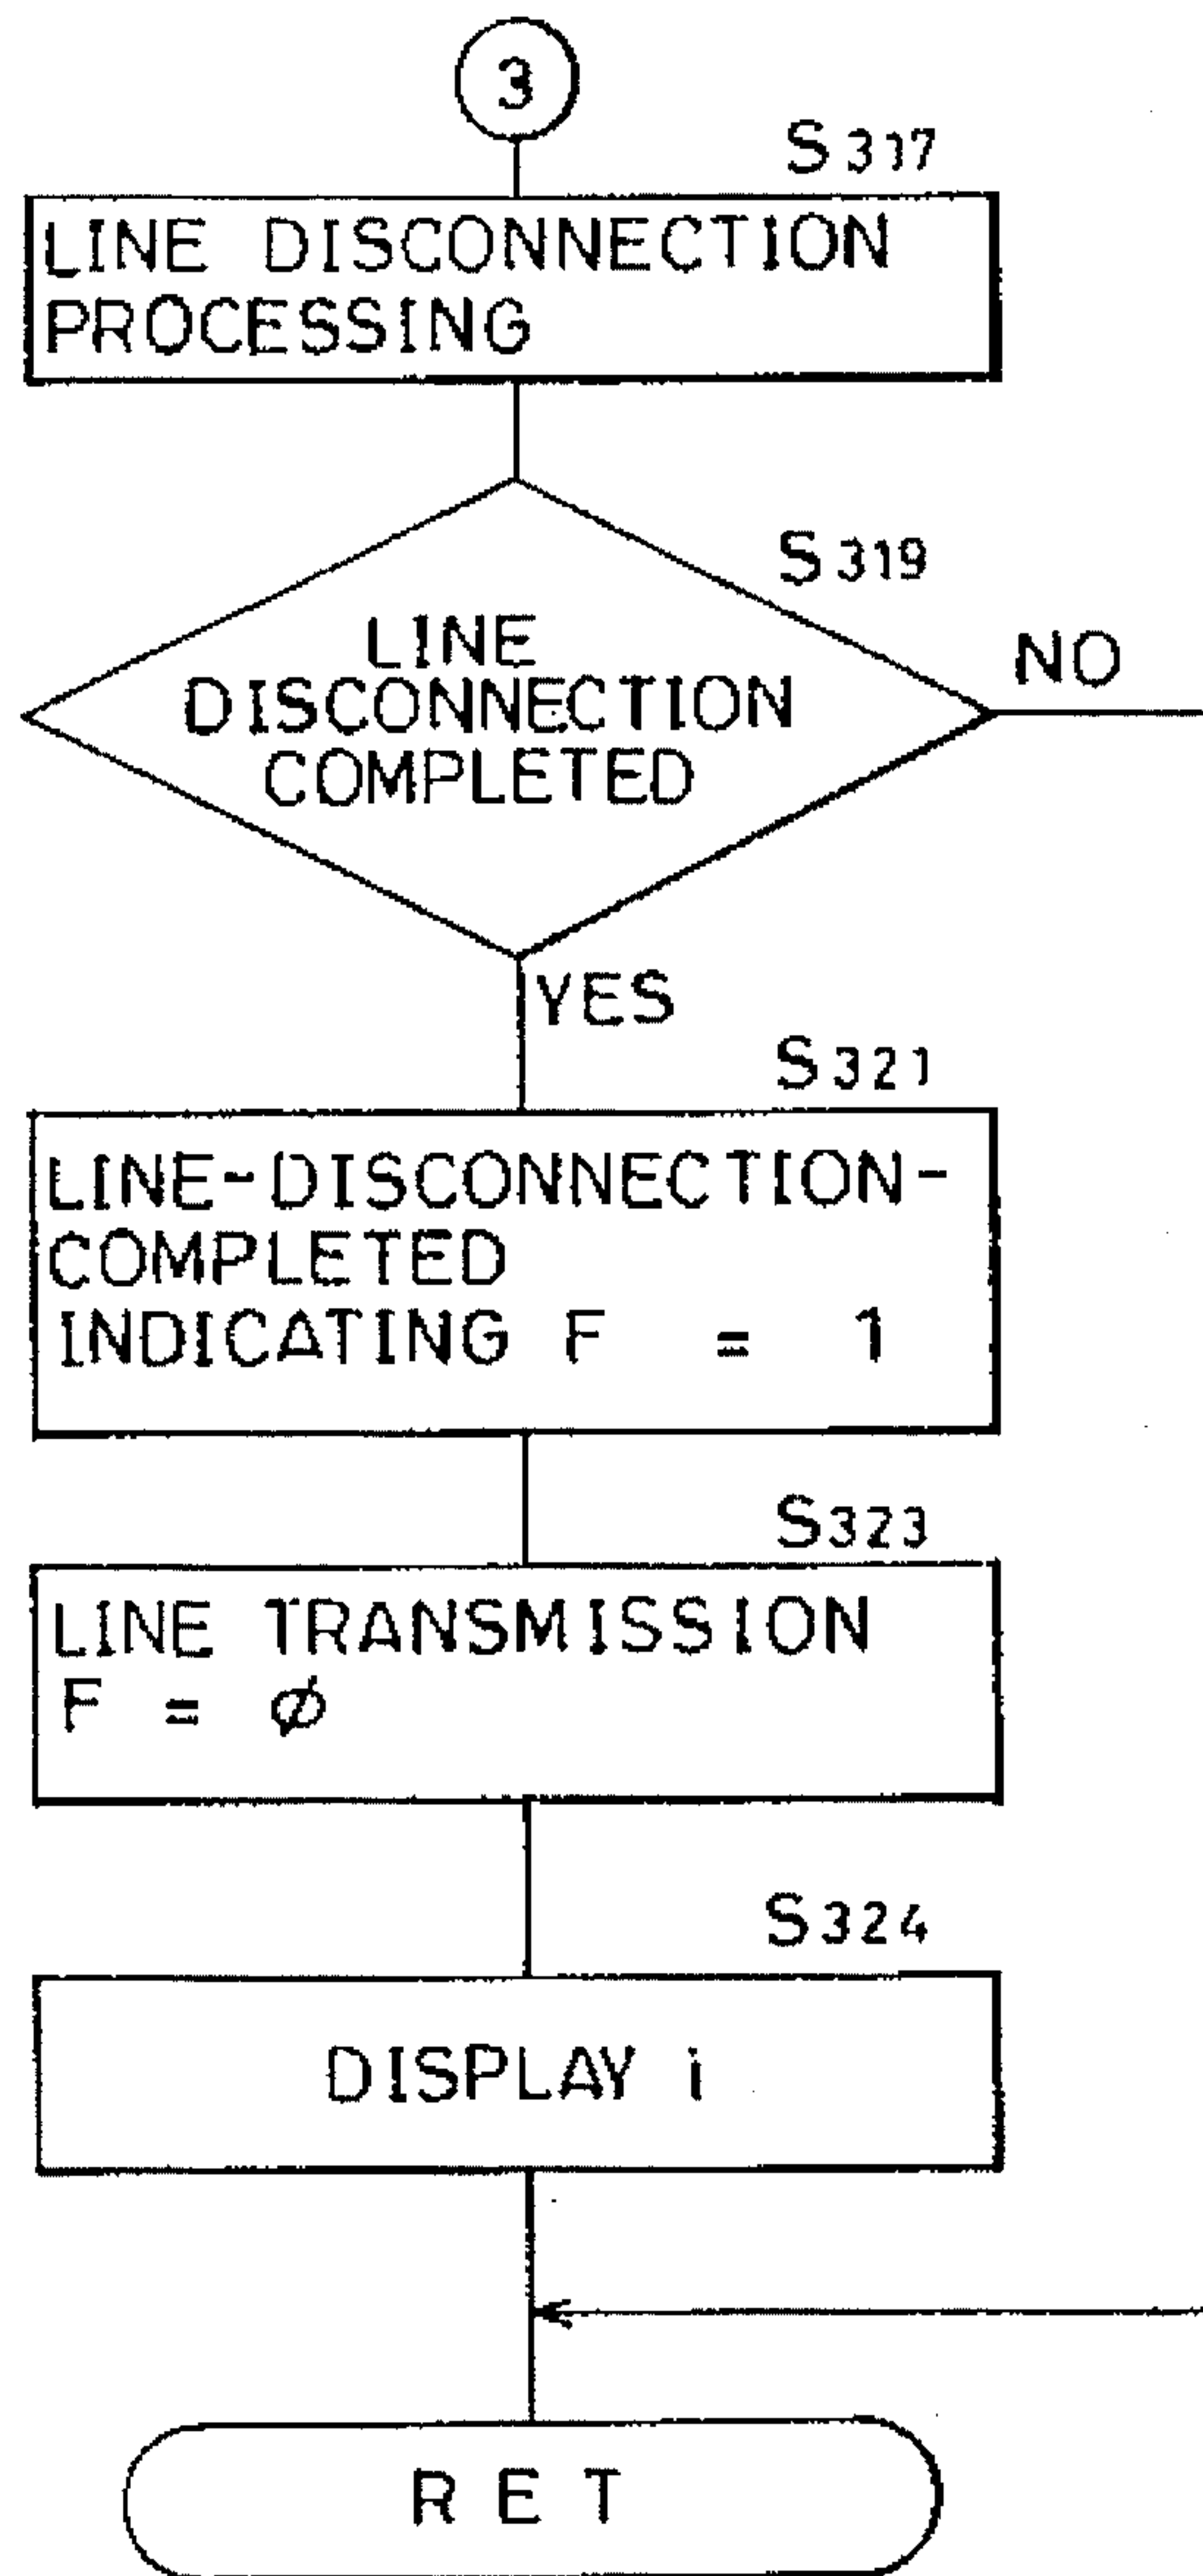 3
S317
LINE DISCONNECTION
PROCESSING
S319
LINE
DISCONNECTION
COMPLETED
NO
YES
S321
LINE-DISCONNECTION-
COMPLETED
INDICATING F = 1
S323
LINE TRANSMISSION
F = Ø
S324
DISPLAY i
RET